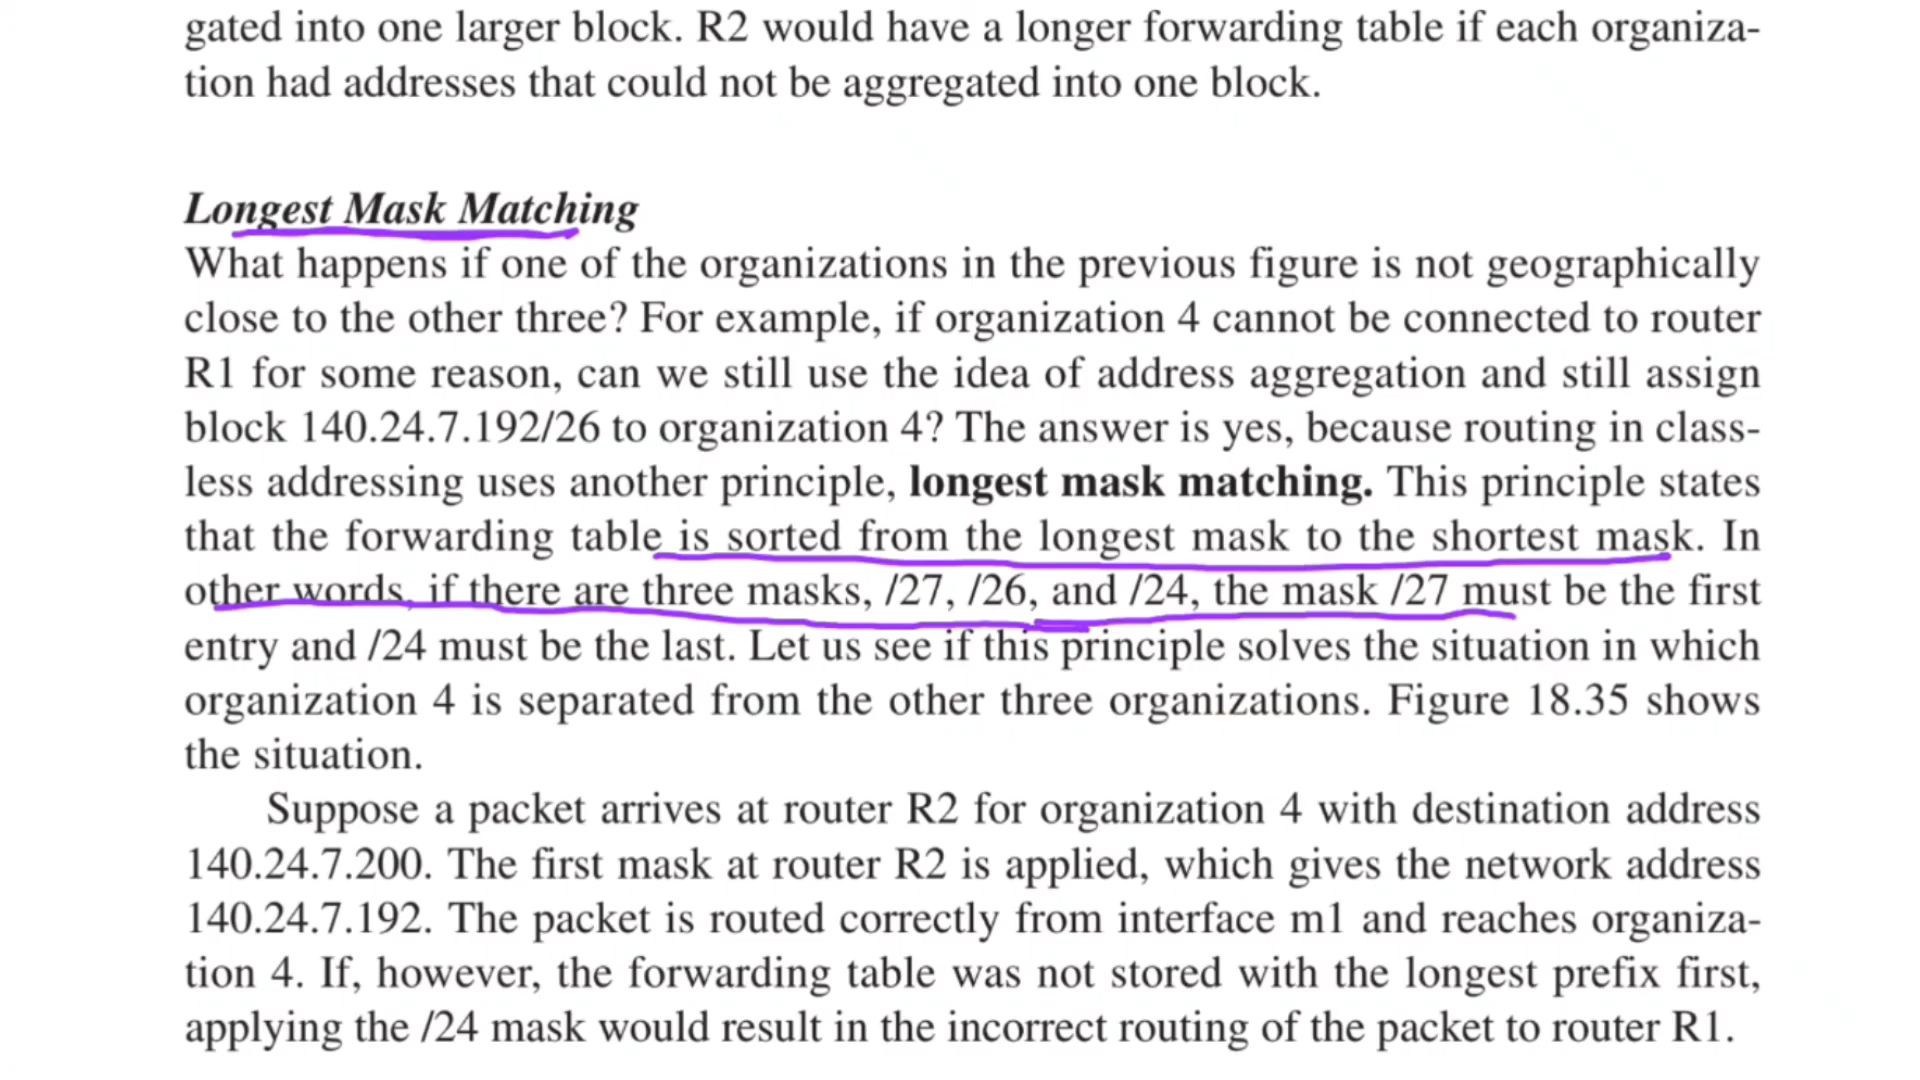 gated into one larger block. R2 would have a longer forwarding table if each organiza-
tion had addresses that could not be aggregated into one block.
Longest Mask Matching
What happens if one of the organizations in the previous figure is not geographically
close to the other three? For example, if organization 4 cannot be connected to router
R1 for some reason, can we still use the idea of address aggregation and still assign
block 140.24.7.192/26 to organization 4? The answer is yes, because routing in class-
less addressing uses another principle, longest mask matching. This principle states
that the forwarding table is sorted from the longest mask to the shortest mask. In
other words, if there are three masks, /27, /26, and /24, the mask /27 must be the first
entry and /24 must be the last. Let us see if this principle solves the situation in which
organization 4 is separated from the other three organizations. Figure 18.35 shows
the situation.
Suppose a packet arrives at router R2 for organization 4 with destination address
140.24.7.200. The first mask at router R2 is applied, which gives the network address
140.24.7.192. The packet is routed correctly from interface m1 and reaches organiza-
tion 4. If, however, the forwarding table was not stored with the longest prefix first,
applying the /24 mask would result in the incorrect routing of the packet to router R1.